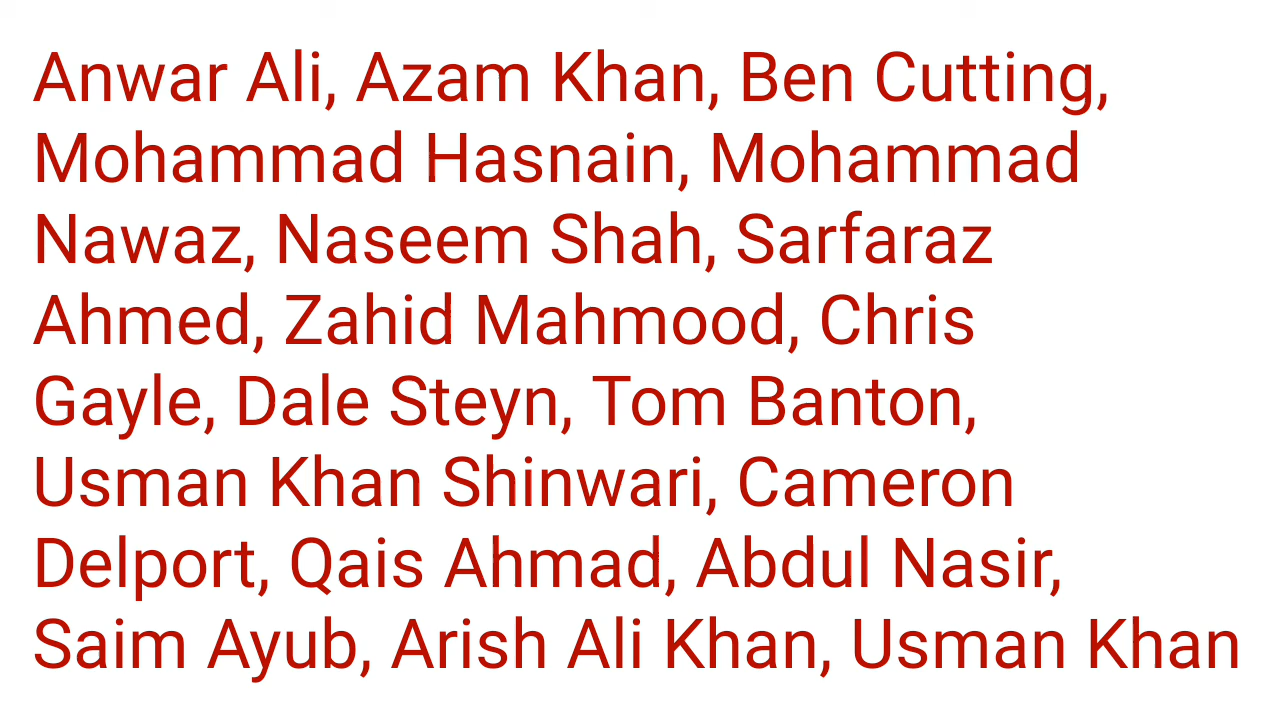 Anwar Ali, Azam Khan, Ben Cutting,
Mohammad Hasnain, Mohammad
Nawaz, Naseem Shah, Sarfaraz
Ahmed, Zahid Mahmood, Chris
Gayle, Dale Steyn, Tom Banton,
Usman Khan Shinwari, Cameron
Delport, Qais Ahmad, Abdul Nasir,
Saim Ayub, Arish Ali Khan, Usman Khan